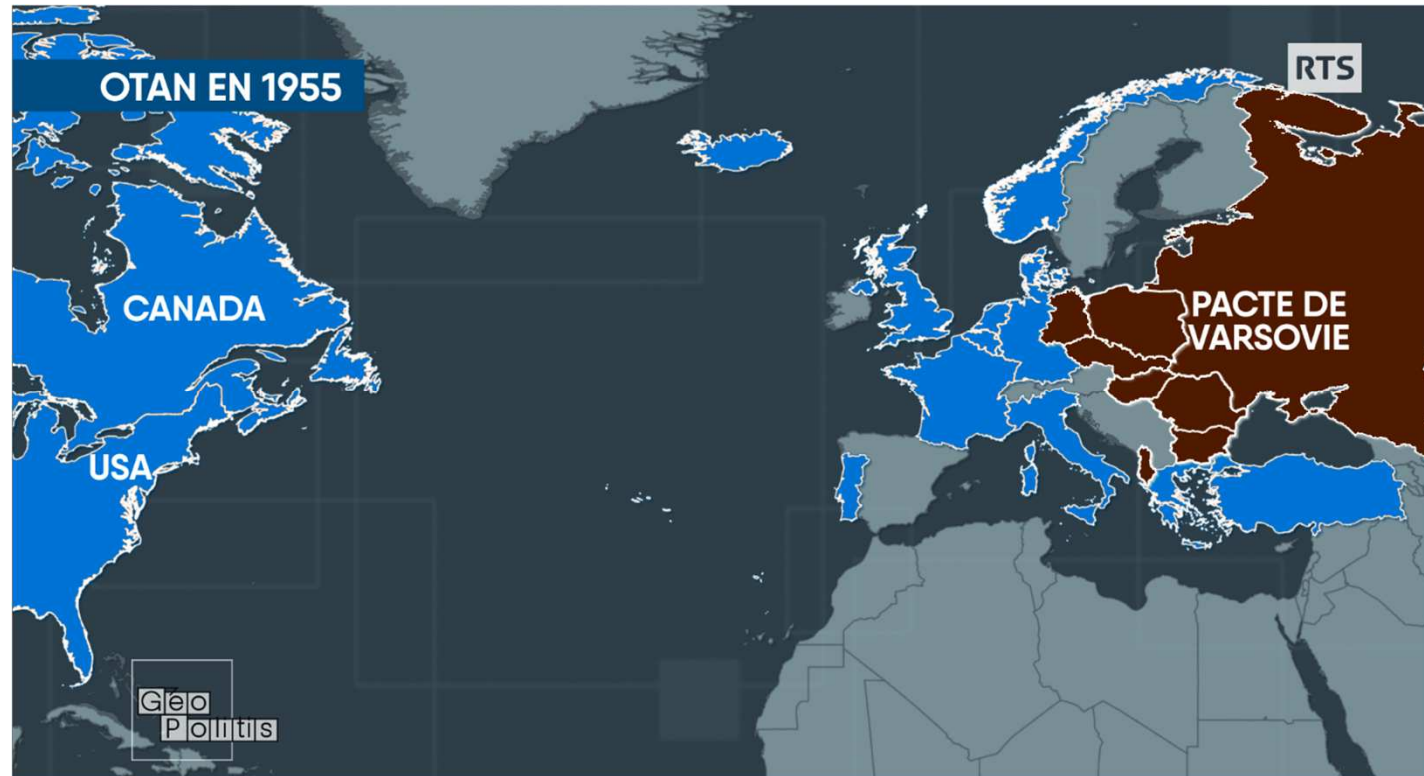 OTAN EN 1955
RTS
CANADA
PACTE DE
VARSOVIE
USA
Géo
Politis